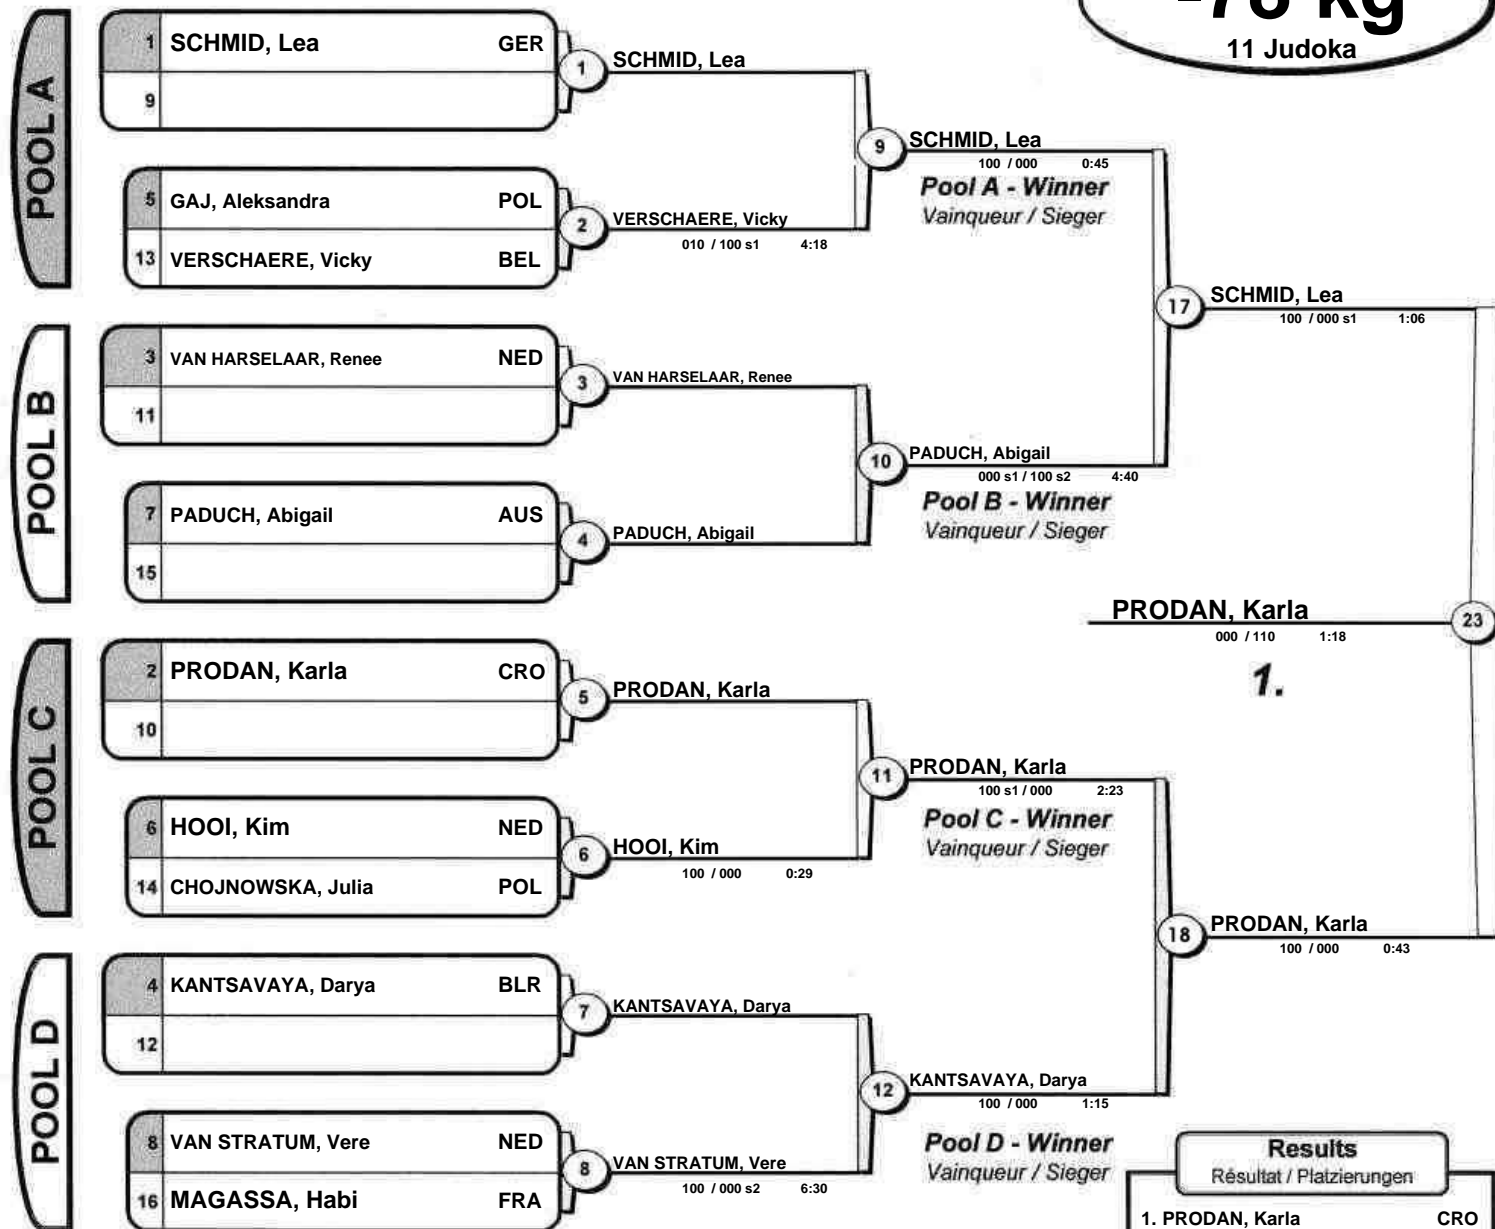 -78 kg
11 Judoka
POOL A
1 SCHMID, Lea GER
9
5 GAJ, Aleksandra POL
13 VERSCHAERE, Vicky BEL
1 SCHMID, Lea
2 VERSCHAERE, Vicky
010 / 100 s1 4:18
9 SCHMID, Lea
100 / 000 0:45
Pool A - Winner
Vainqueur / Sieger
POOL B
3 VAN HARSELAAR, Renee NED
11
7 PADUCH, Abigail AUS
15
3 VAN HARSELAAR, Renee
4 PADUCH, Abigail
10 PADUCH, Abigail
000 s1 / 100 s2 4:40
Pool B - Winner
Vainqueur / Sieger
17 SCHMID, Lea
100 / 000 s1 1:06
PRODAN, Karla 23
000 / 110 1:18
1.
POOL C
2 PRODAN, Karla CRO
10
6 HOOI, Kim NED
14 CHOJNOWSKA, Julia POL
5 PRODAN, Karla
6 HOOI, Kim
100 / 000 0:29
11 PRODAN, Karla
100 s1 / 000 2:23
Pool C - Winner
Vainqueur / Sieger
POOL D
4 KANTSAVAYA, Darya BLR
12
8 VAN STRATUM, Vere NED
16 MAGASSA, Habi FRA
7 KANTSAVAYA, Darya
8 VAN STRATUM, Vere
100 / 000 s2 6:30
12 KANTSAVAYA, Darya
100 / 000 1:15
Pool D - Winner
Vainqueur / Sieger
18 PRODAN, Karla
100 / 000 0:43
Results
Résultat / Platzierungen
1. PRODAN, Karla CRO